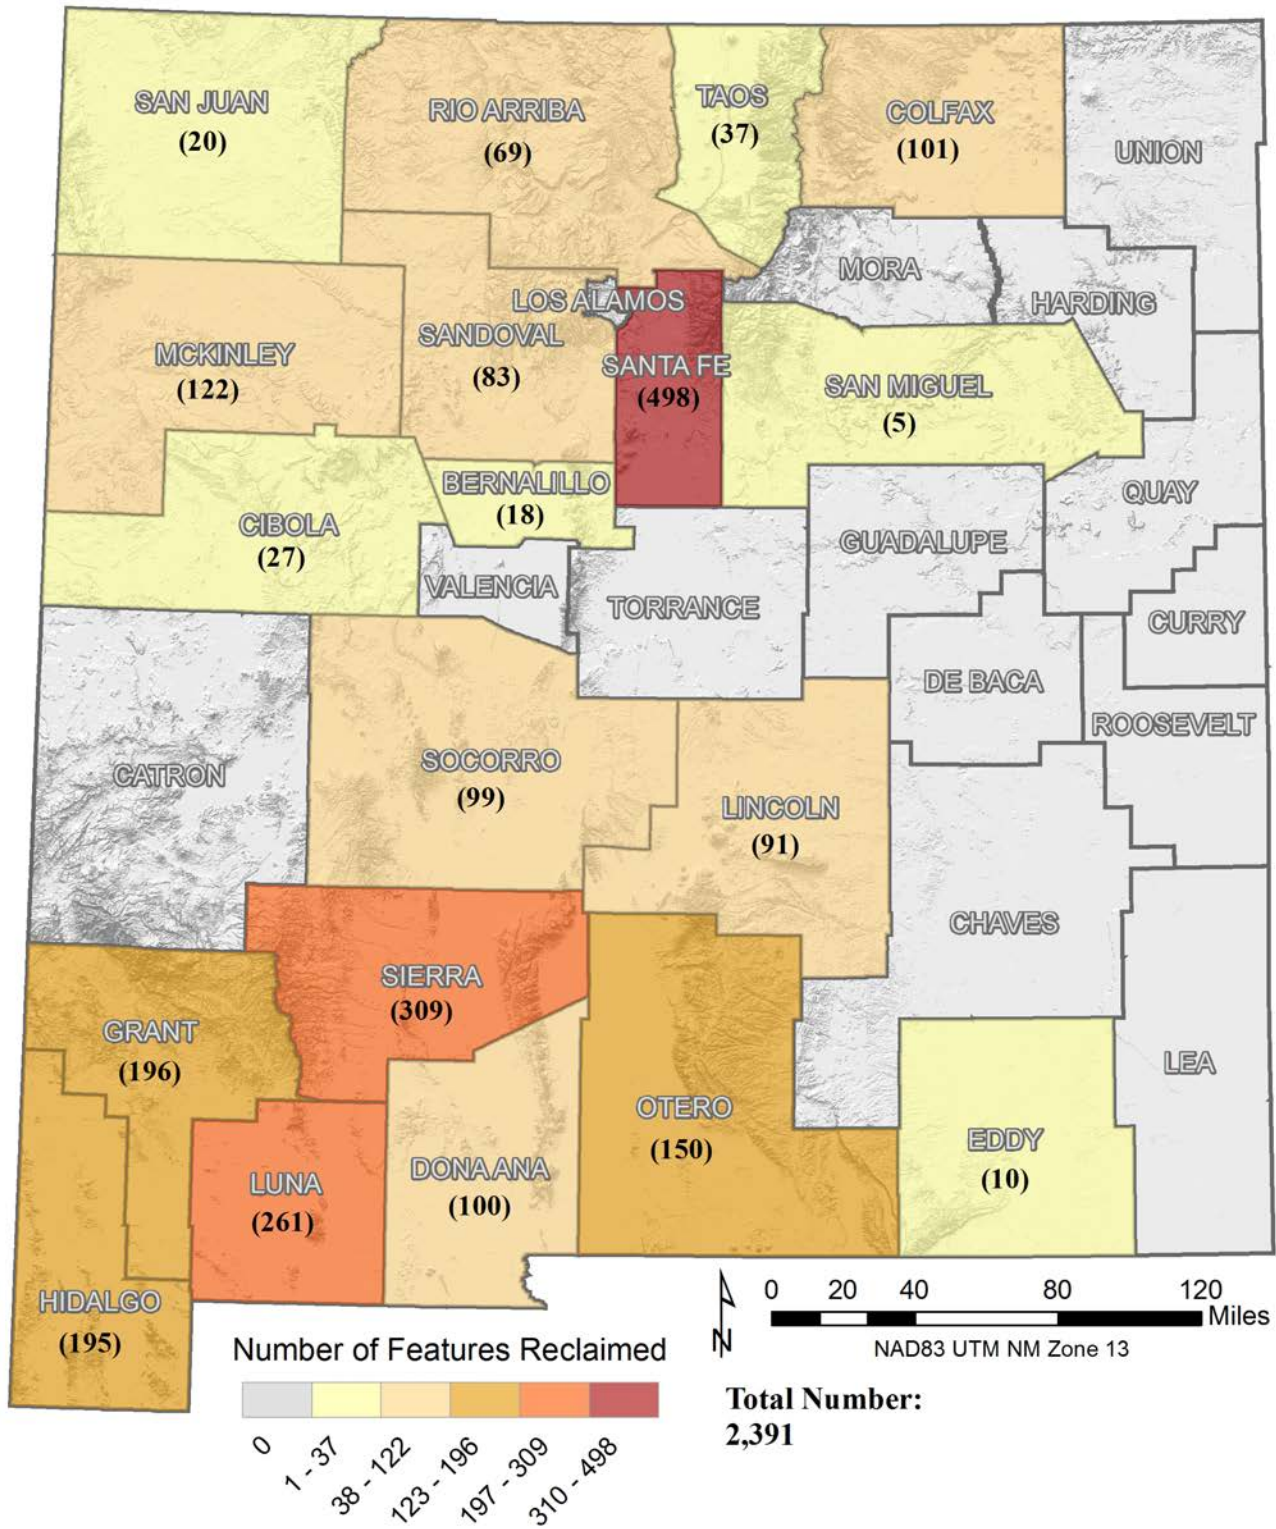 SAN JUAN
(20)
RIO ARRIBA
(69)
TAOS
(37)
COLFAX
(101)
UNION
MORA
HARDING
LOS ALAMOS
SANDOVAL
(83)
MCKINLEY
(122)
SANTA FE
(498)
SAN MIGUEL
(5)
BERNALILLO
(18)
CIBOLA
(27)
QUAY
GUADALUPE
VALENCIA
TORRANCE
CURRY
DE BACA
ROOSEVELT
CATRON
SOCORRO
(99)
LINCOLN
(91)
CHAVES
SIERRA
(309)
GRANT
(196)
LEA
OTERO
(150)
EDDY
(10)
DONA ANA
(100)
LUNA
(261)
HIDALGO
(195)
N
0 20 40 80 120
Miles
NAD83 UTM NM Zone 13
Number of Features Reclaimed
0
1 - 37
38 - 122
123 - 196
197 - 309
310 - 498
Total Number:
2,391